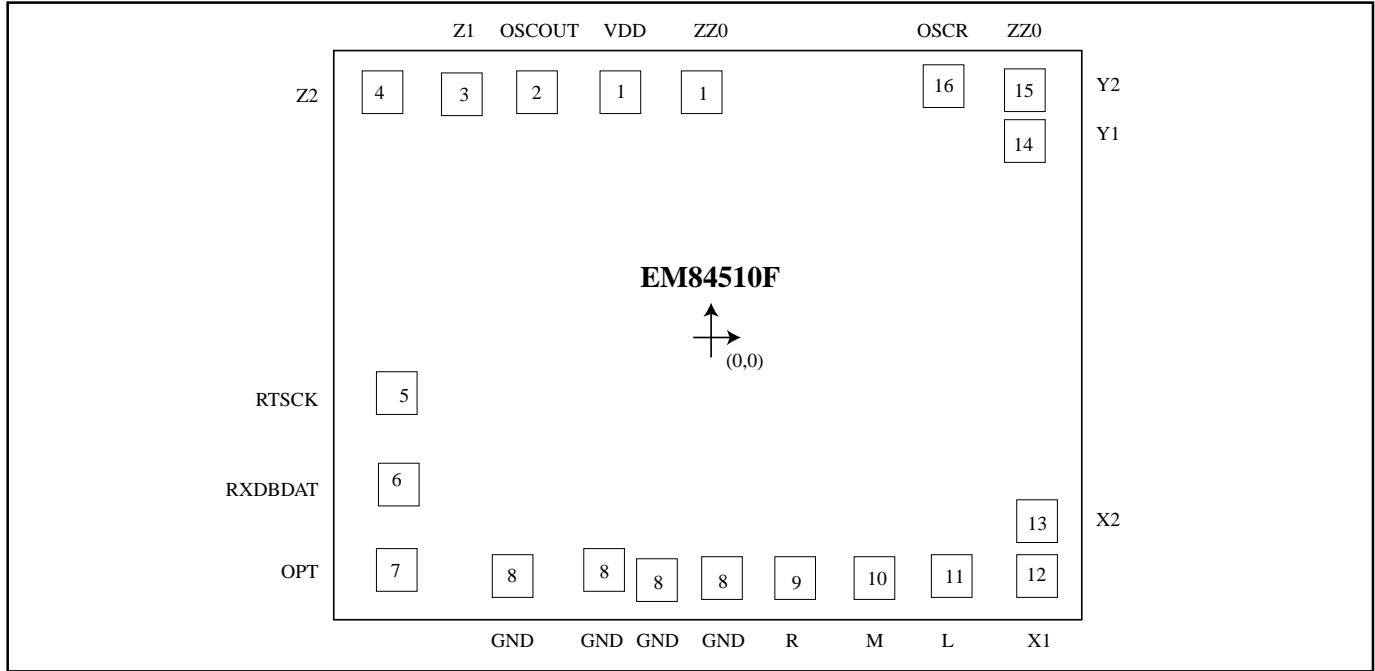 Z1 OSCOUT VDD ZZ0 OSCR ZZ0
Z2 4 3 2 1 1 16 15 Y2
14 Y1
EM84510F
(0,0)
RTSCK 5
RXDBDAT 6
13 X2
OPT 7 8 8 8 8 9 10 11 12
GND GND GND GND R M L X1